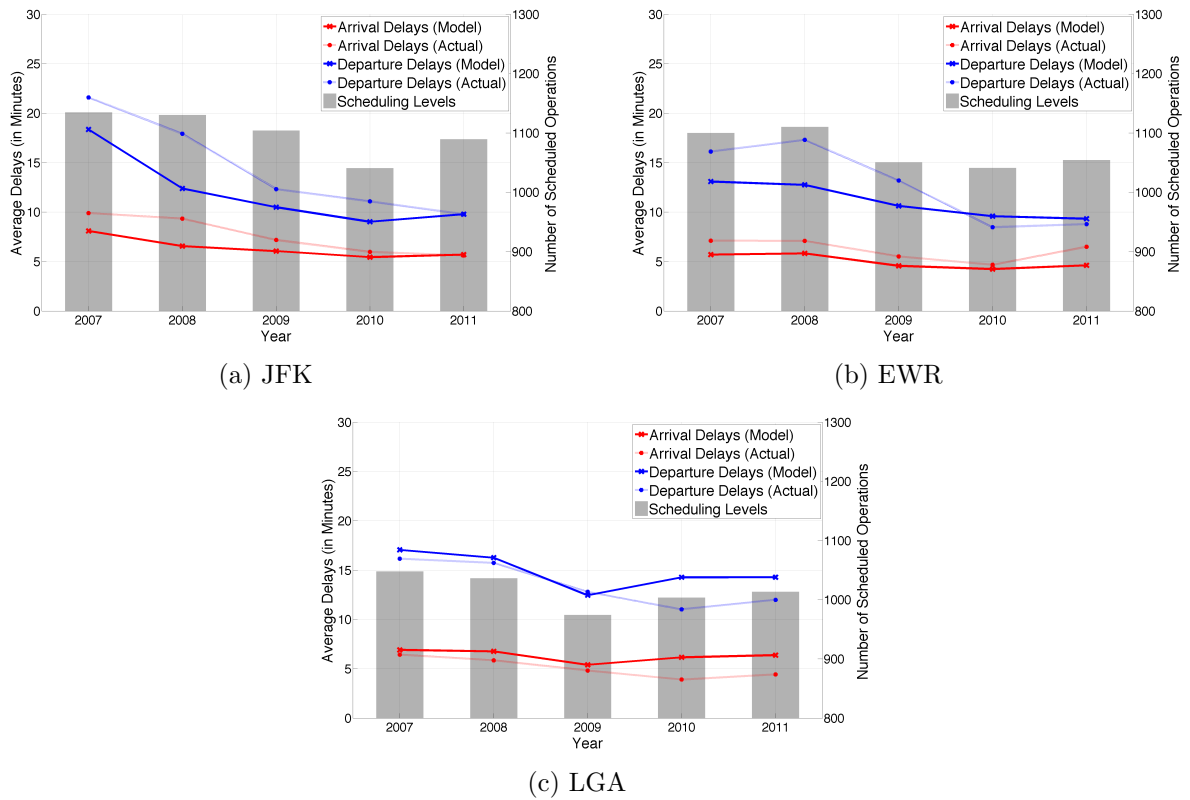 30
25
20
15
10
5
0
Average Delays (in Minutes)
Arrival Delays (Model)
Arrival Delays (Actual)
Departure Delays (Model)
Departure Delays (Actual)
Scheduling Levels
1300
1200
1100
1000
900
800
Number of Scheduled Operations
2007 2008 2009 2010 2011
Year
(a) JFK
30
25
20
15
10
5
0
Average Delays (in Minutes)
Arrival Delays (Model)
Arrival Delays (Actual)
Departure Delays (Model)
Departure Delays (Actual)
Scheduling Levels
1300
1200
1100
1000
900
800
Number of Scheduled Operations
2007 2008 2009 2010 2011
Year
(b) EWR
30
25
20
15
10
5
0
Average Delays (in Minutes)
Arrival Delays (Model)
Arrival Delays (Actual)
Departure Delays (Model)
Departure Delays (Actual)
Scheduling Levels
1300
1200
1100
1000
900
800
Number of Scheduled Operations
2007 2008 2009 2010 2011
Year
(c) LGA